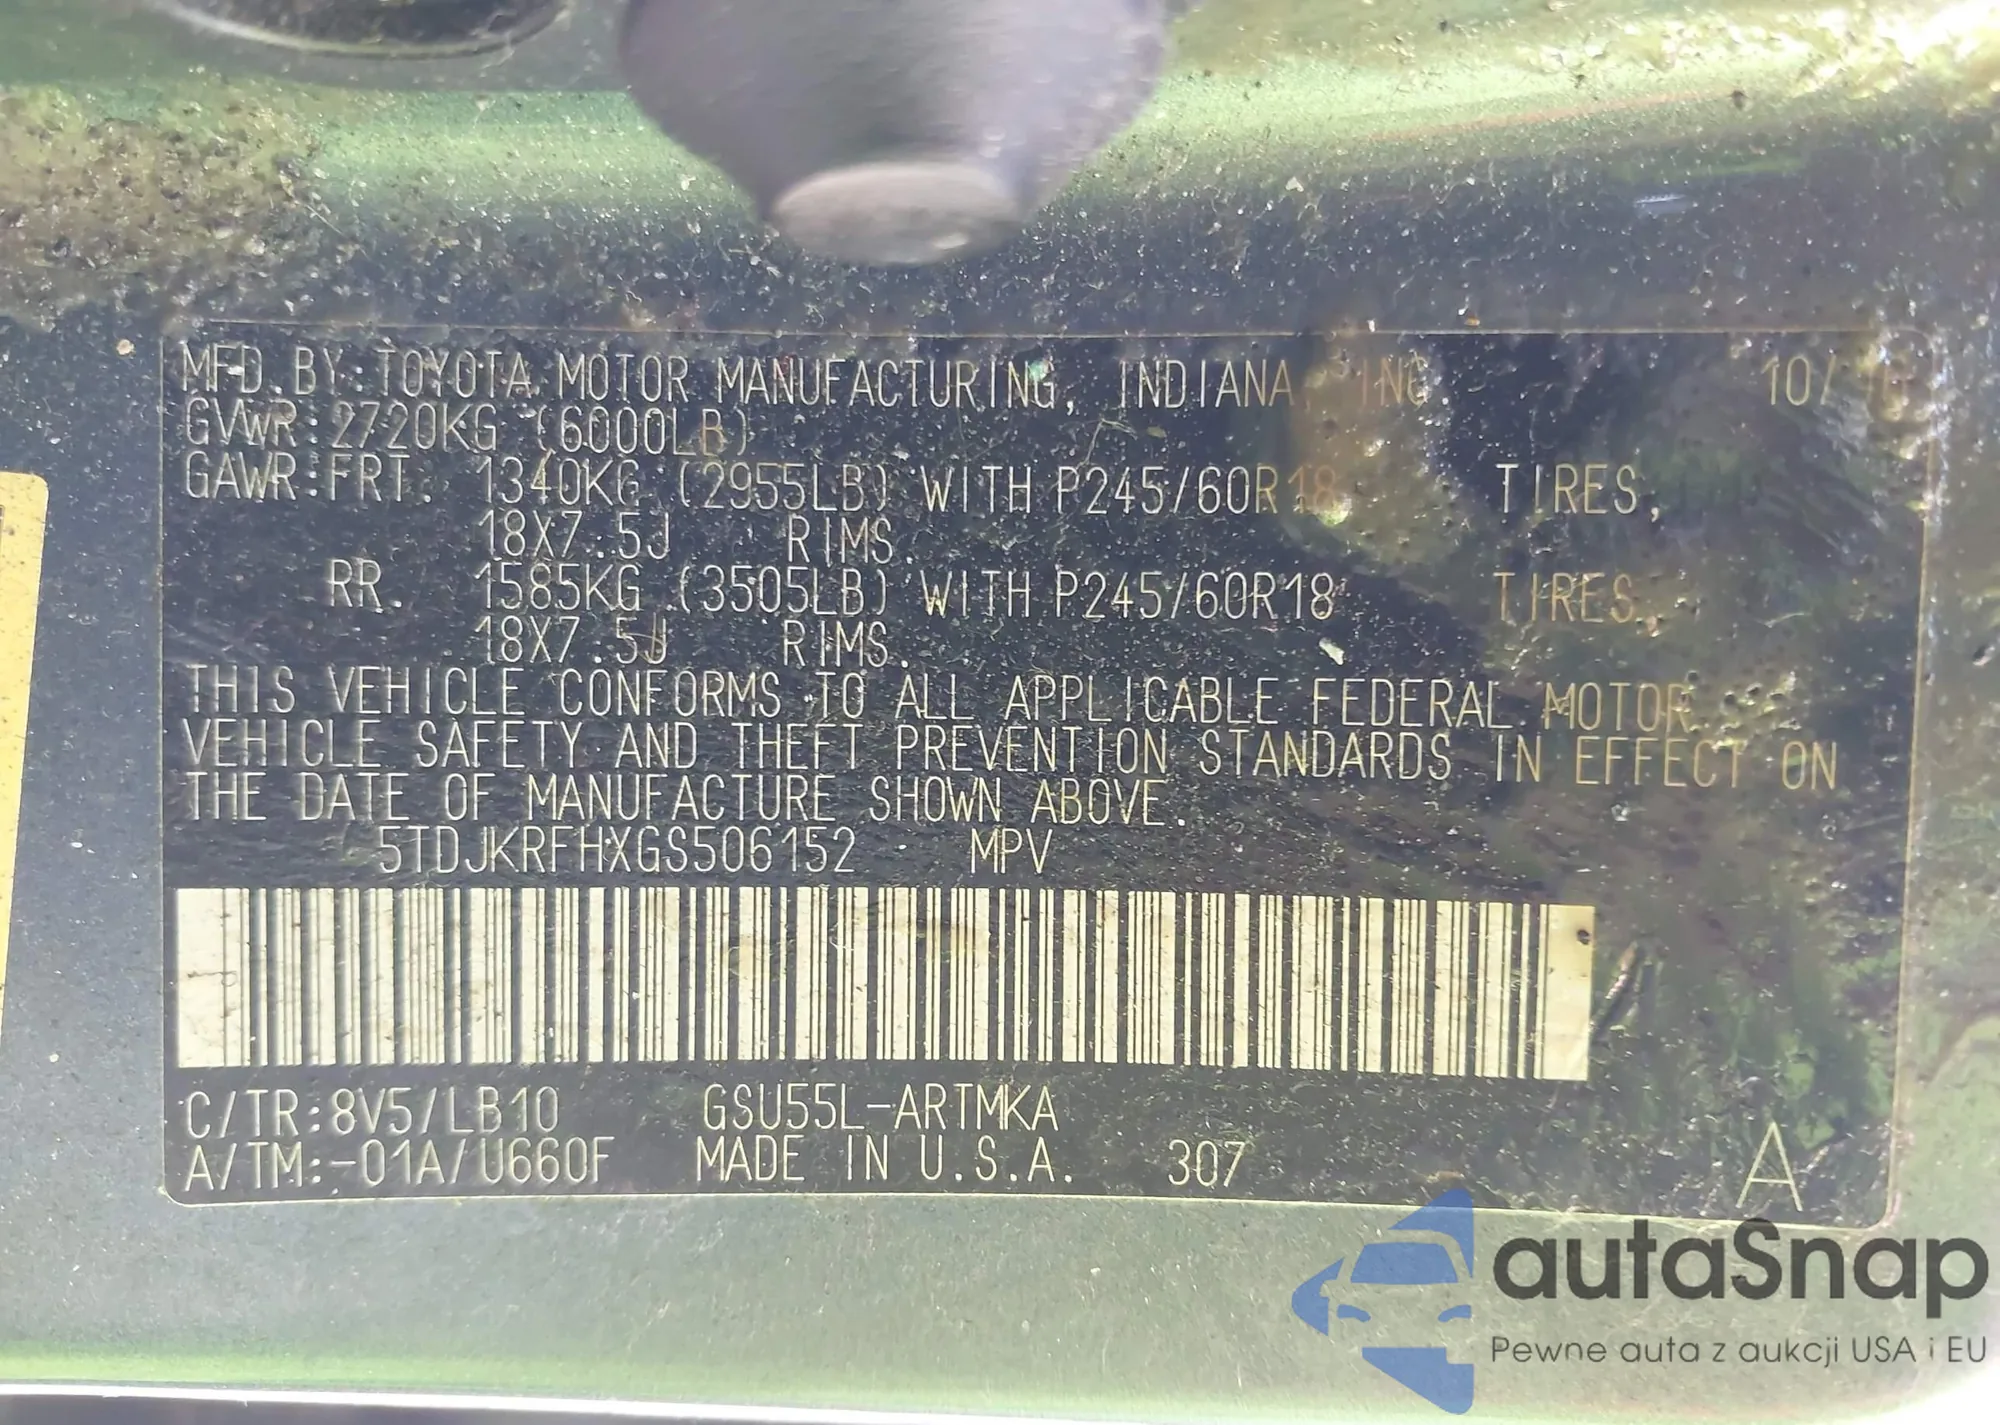 MFD.BY:TOYOTA MOTOR MANUFACTURING, INDIANA, INC. 10/16
GVWR:2720KG (6000LB)
GAWR:FRT. 1340KG (2955LB) WITH P245/60R18 TIRES,
18X7.5J RIMS
RR. 1585KG (3505LB) WITH P245/60R18 TIRES,
18X7.5J RIMS.
THIS VEHICLE CONFORMS TO ALL APPLICABLE FEDERAL MOTOR
VEHICLE SAFETY AND THEFT PREVENTION STANDARDS IN EFFECT ON
THE DATE OF MANUFACTURE SHOWN ABOVE.
5TDJKRFHXGS506152 MPV
C/TR:8V5/LB10 GSU55L-ARTMKA
A/TM:-01A/U660F MADE IN U.S.A. 307 A
autaSnap
Pewne auta z aukcji USA i EU